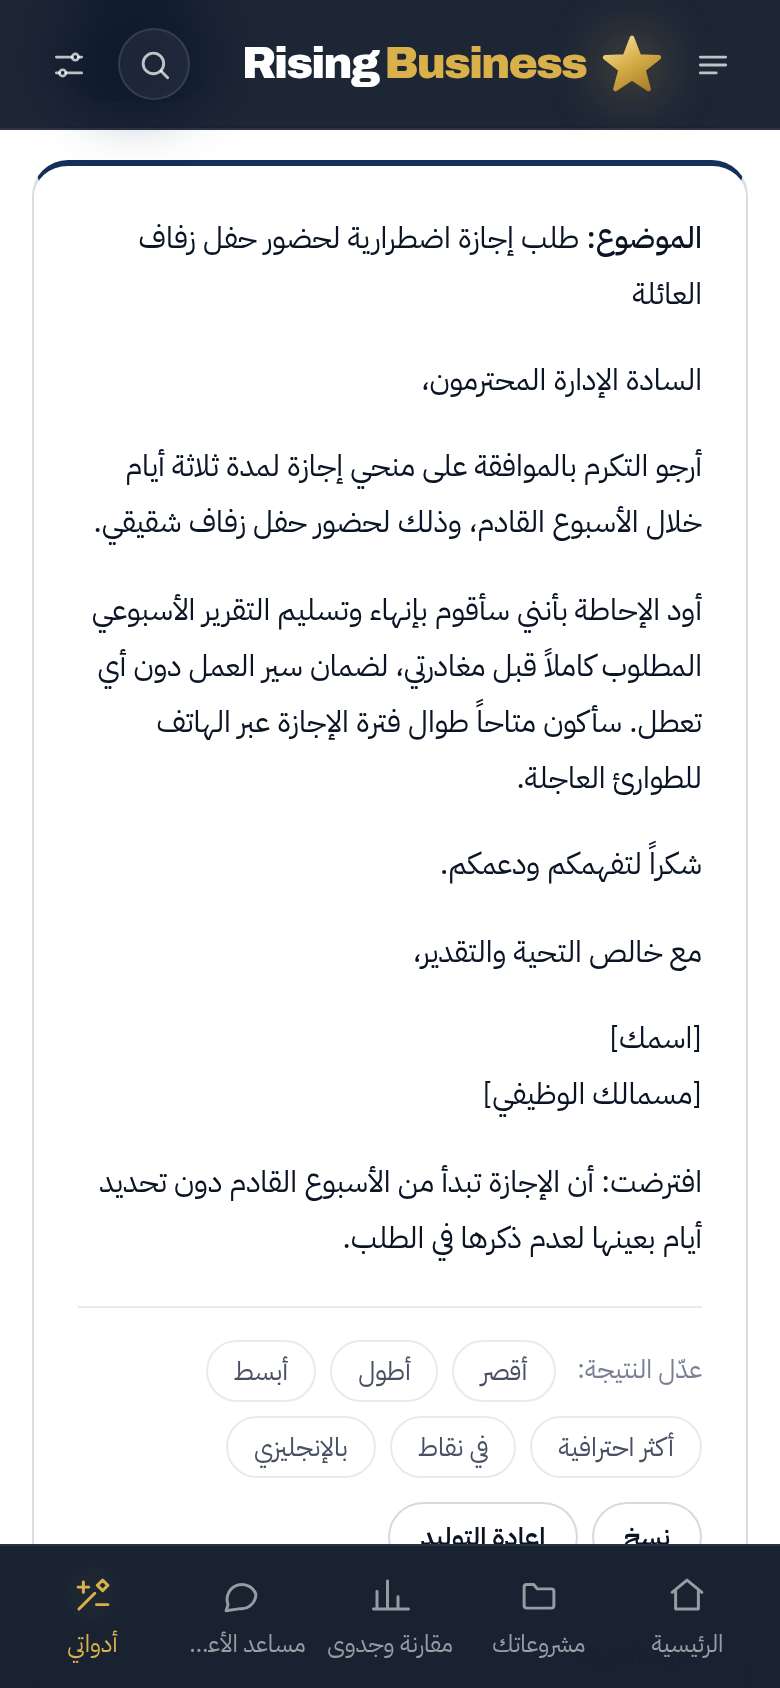 Rising Business
الموضوع: طلب إجازة اضطرارية لحضور حفل زفاف
العائلة
السادة الإدارة المحترمون،
أرجو التكرم بالموافقة على منحي إجازة لمدة ثلاثة أيام
خلال الأسبوع القادم، وذلك لحضور حفل زفاف شقيقي.
أود الإحاطة بأنني سأقوم بإنهاء وتسليم التقرير الأسبوعي
المطلوب كاملاً قبل مغادرتي، لضمان سير العمل دون أي
تعطل. سأكون متاحاً طوال فترة الإجازة عبر الهاتف
للطوارئ العاجلة.
شكراً لتفهمكم ودعمكم.
مع خالص التحية والتقدير،
[اسمك]
[مسمالك الوظيفي]
افترضت: أن الإجازة تبدأ من الأسبوع القادم دون تحديد
أيام بعينها لعدم ذكرها في الطلب.
عدّل النتيجة: أقصر أطول أبسط
أكثر احترافية في نقاط بالإنجليزي
نسخ إعادة التوليد
الرئيسية مشروعاتك مقارنة وجدوى مساعد الأعـ... أدواتي